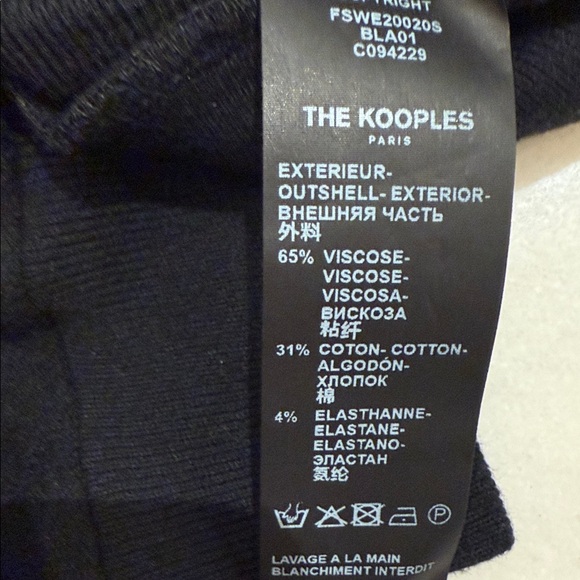 FSWE20020S
BLA01
C094229
THE KOOPLES
PARIS
EXTERIEUR-
OUTSHELL- EXTERIOR-
ВНЕШНЯЯ ЧАСТЬ
外料
65% VISCOSE-
VISCOSE-
VISCOSA-
ВИСКОЗА
粘纤
31% COTON- COTTON-
ALGODÓN-
ХЛОПОК
棉
4% ELASTHANNE-
ELASTANE-
ELASTANO-
ЭЛАСТАН
氨纶
P
LAVAGE A LA MAIN
BLANCHIMENT INTERDIT